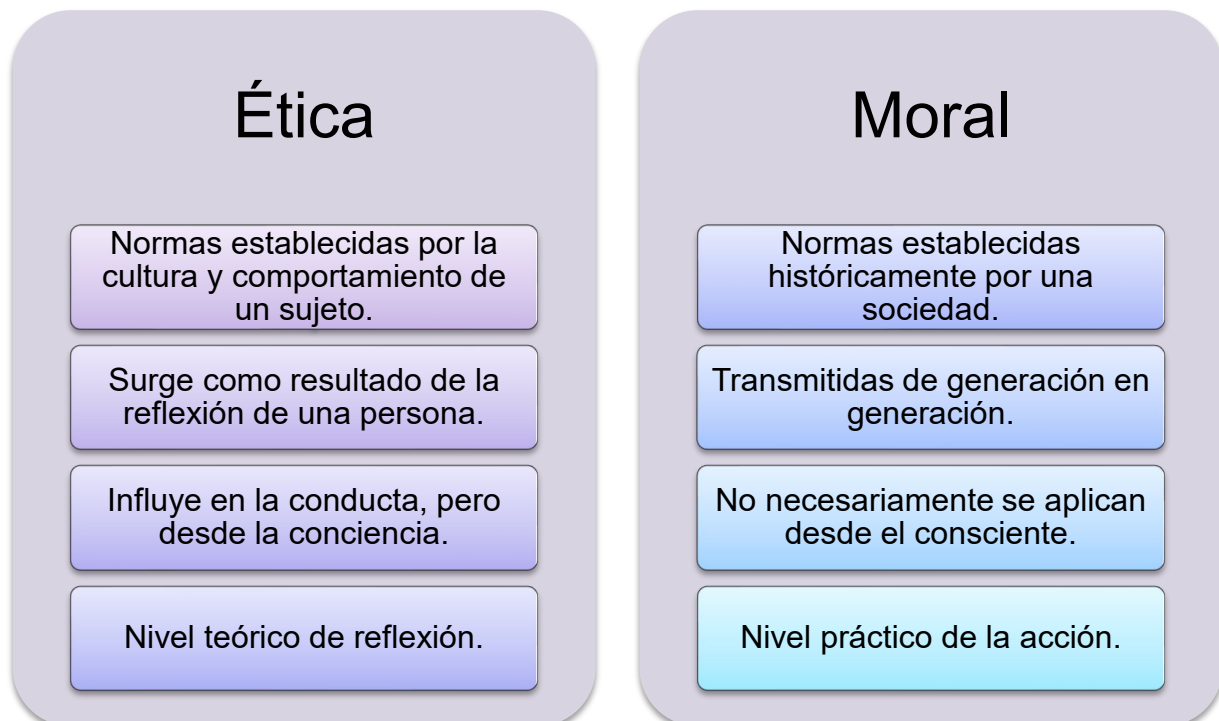 Ética
Normas establecidas por la
cultura y comportamiento de
un sujeto.
Surge como resultado de la
reflexión de una persona.
Influye en la conducta, pero
desde la conciencia.
Nivel teórico de reflexión.
Moral
Normas establecidas
históricamente por una
sociedad.
Transmitidas de generación en
generación.
No necesariamente se aplican
desde el consciente.
Nivel práctico de la acción.